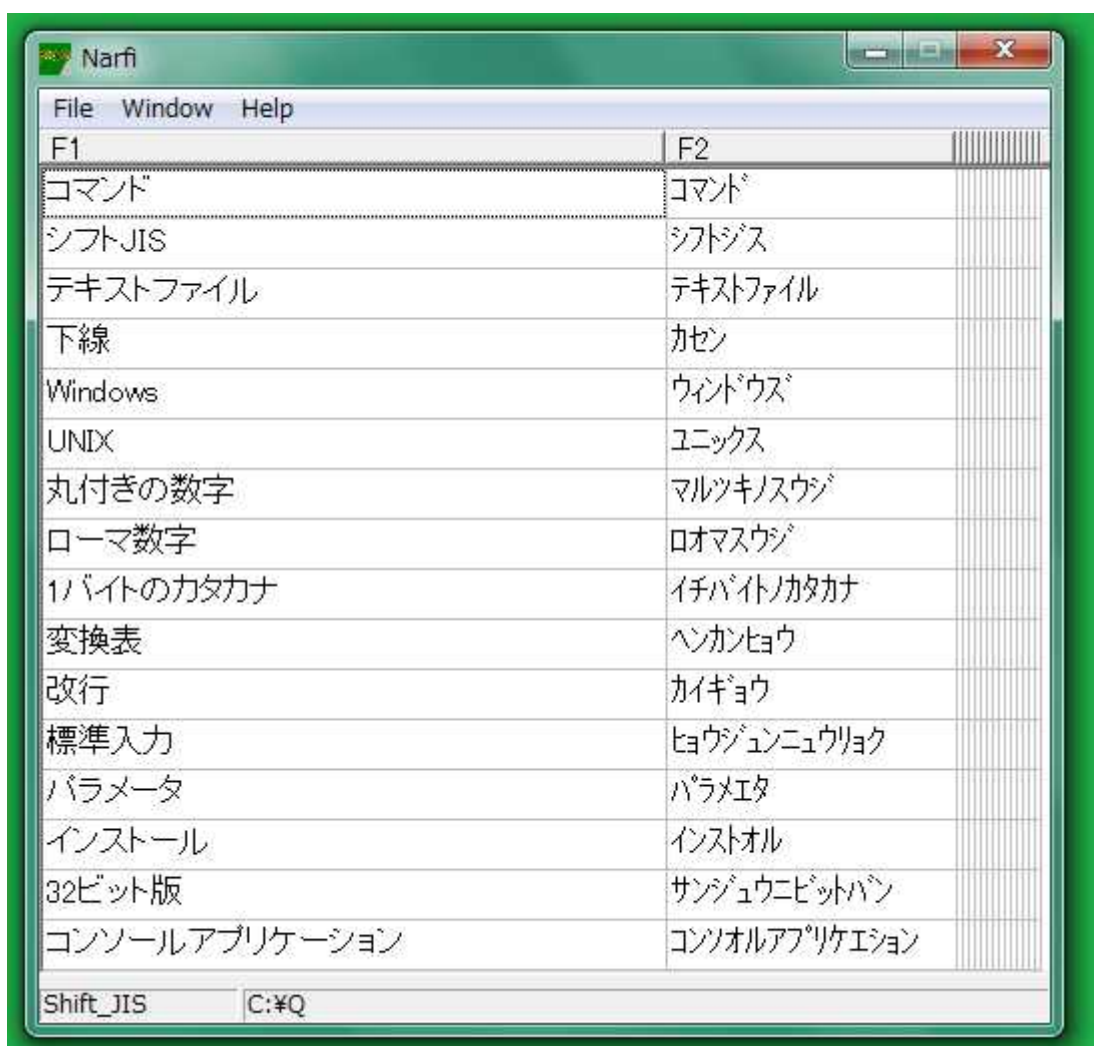 Narfi
File Window Help
F1 F2
コマンド ｺﾏﾝﾄﾞ
シフトJIS ｼﾌﾄｼﾞｽ
テキストファイル ﾃｷｽﾄﾌｧｲﾙ
下線 ｶｾﾝ
Windows ｳｨﾝﾄﾞｳｽﾞ
UNIX ﾕﾆｯｸｽ
丸付きの数字 ﾏﾙﾂｷﾉｽｳｼﾞ
ローマ数字 ﾛｵﾏｽｳｼﾞ
1バイトのカタカナ ｲﾁﾊﾞｲﾄﾉｶﾀｶﾅ
変換表 ﾍﾝｶﾝﾋｮｳ
改行 ｶｲｷﾞｮｳ
標準入力 ﾋｮｳｼﾞｭﾝﾆｭｳﾘｮｸ
パラメータ ﾊﾟﾗﾒｴﾀ
インストール ｲﾝｽﾄｵﾙ
32ビット版 ｻﾝｼﾞｭｳﾆﾋﾞｯﾄﾊﾞﾝ
コンソールアプリケーション ｺﾝｿｵﾙｱﾌﾟﾘｹｴｼｮﾝ
Shift_JIS C:¥Q